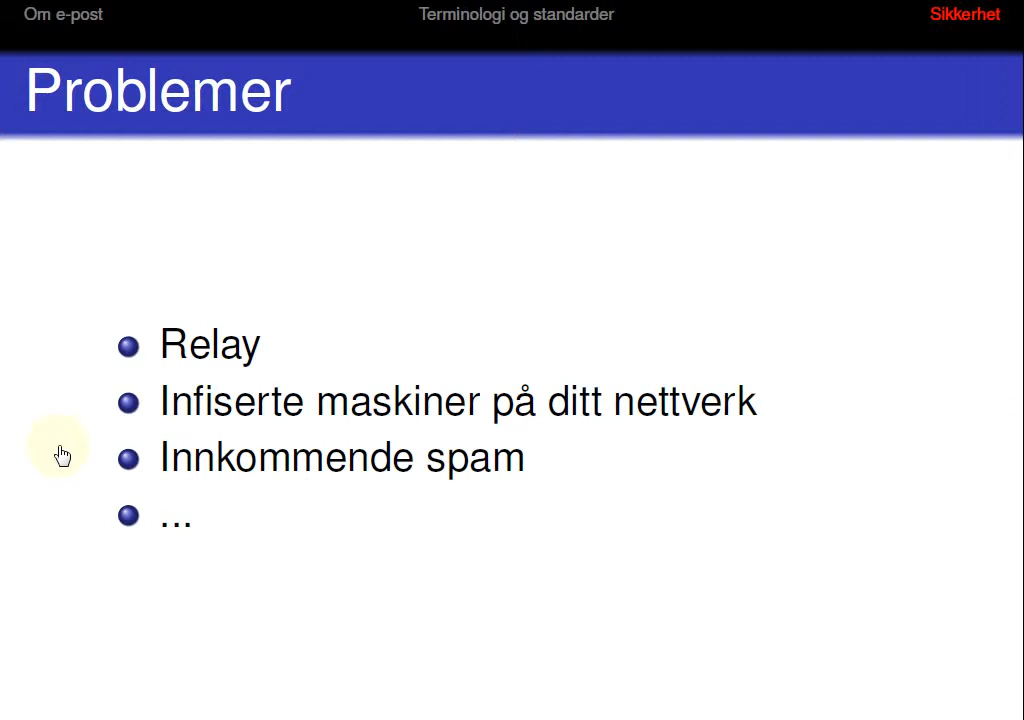 Om e-post
Terminologi og standarder
Sikkerhet
Problemer
Relay
Infiserte maskiner på ditt nettverk
Innkommende spam
...